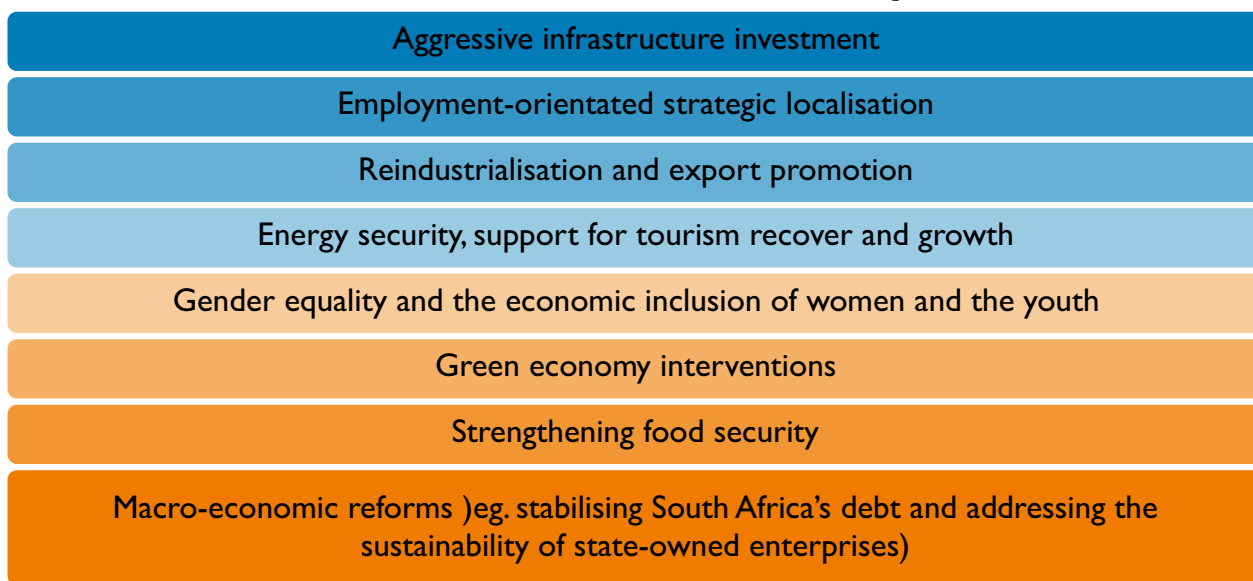 Aggressive infrastructure investment
Employment-orientated strategic localisation
Reindustrialisation and export promotion
Energy security, support for tourism recover and growth
Gender equality and the economic inclusion of women and the youth
Green economy interventions
Strengthening food security
Macro-economic reforms )eg. stabilising South Africa’s debt and addressing the
sustainability of state-owned enterprises)